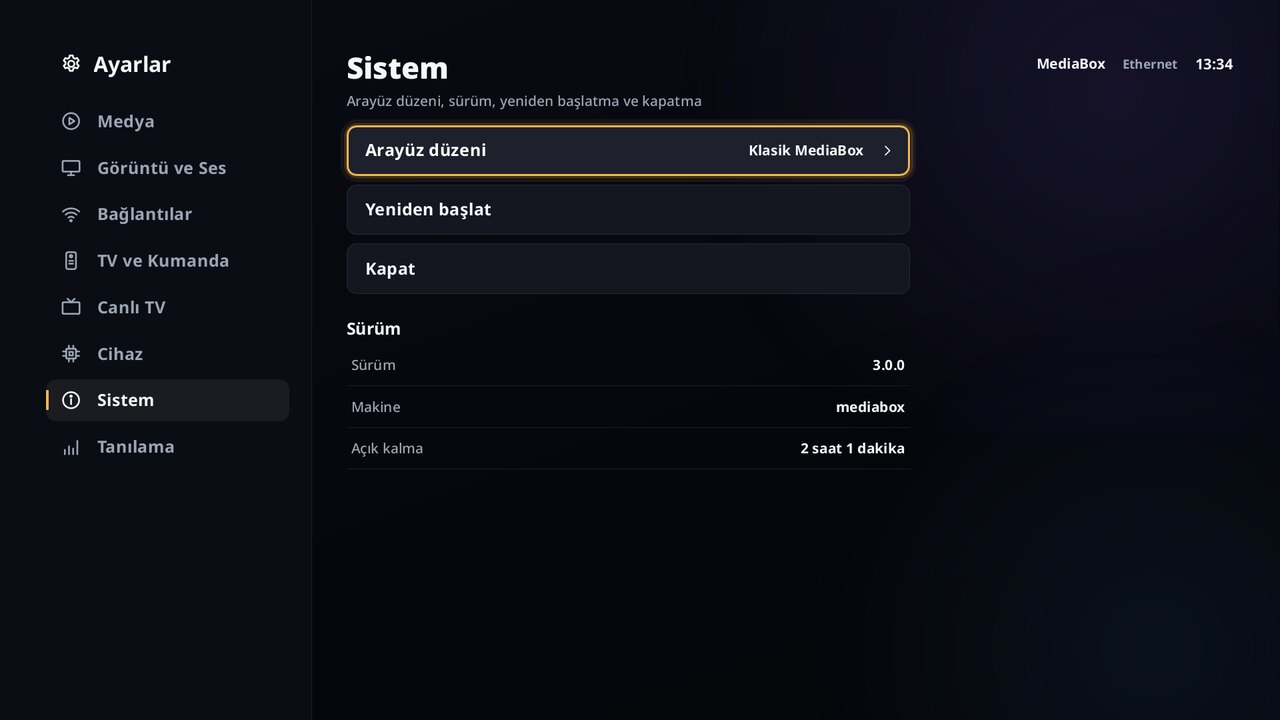 Ayarlar
Medya
Görüntü ve Ses
Bağlantılar
TV ve Kumanda
Canlı TV
Cihaz
Sistem
Tanılama
Sistem
Arayüz düzeni, sürüm, yeniden başlatma ve kapatma
MediaBox Ethernet 13:34
Arayüz düzeni Klasik MediaBox
Yeniden başlat
Kapat
Sürüm
Sürüm 3.0.0
Makine mediabox
Açık kalma 2 saat 1 dakika